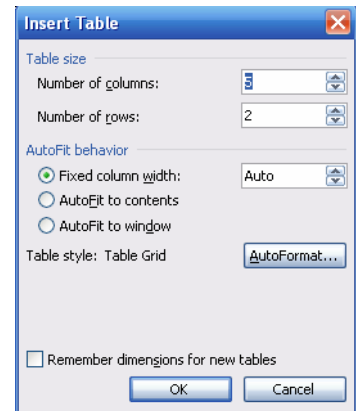 Insert Table
Table size
Number of columns: 5
Number of rows: 2
AutoFit behavior
Fixed column width: Auto
AutoFit to contents
AutoFit to window
Table style: Table Grid AutoFormat...
Remember dimensions for new tables
OK Cancel